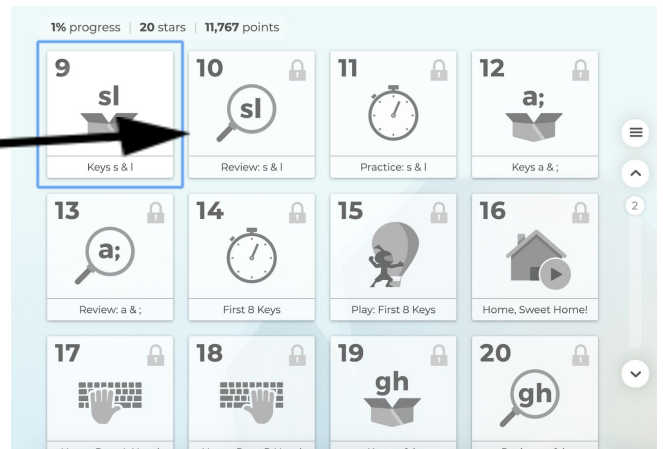 1% progress | 20 stars | 11,767 points
9 10 11 12
sl sl a;
Keys s & l Review: s & l Practice: s & l Keys a & ;
2
13 14 15 16
a;
Review: a & ; First 8 Keys Play: First 8 Keys Home, Sweet Home!
17 18 19 20
gh gh